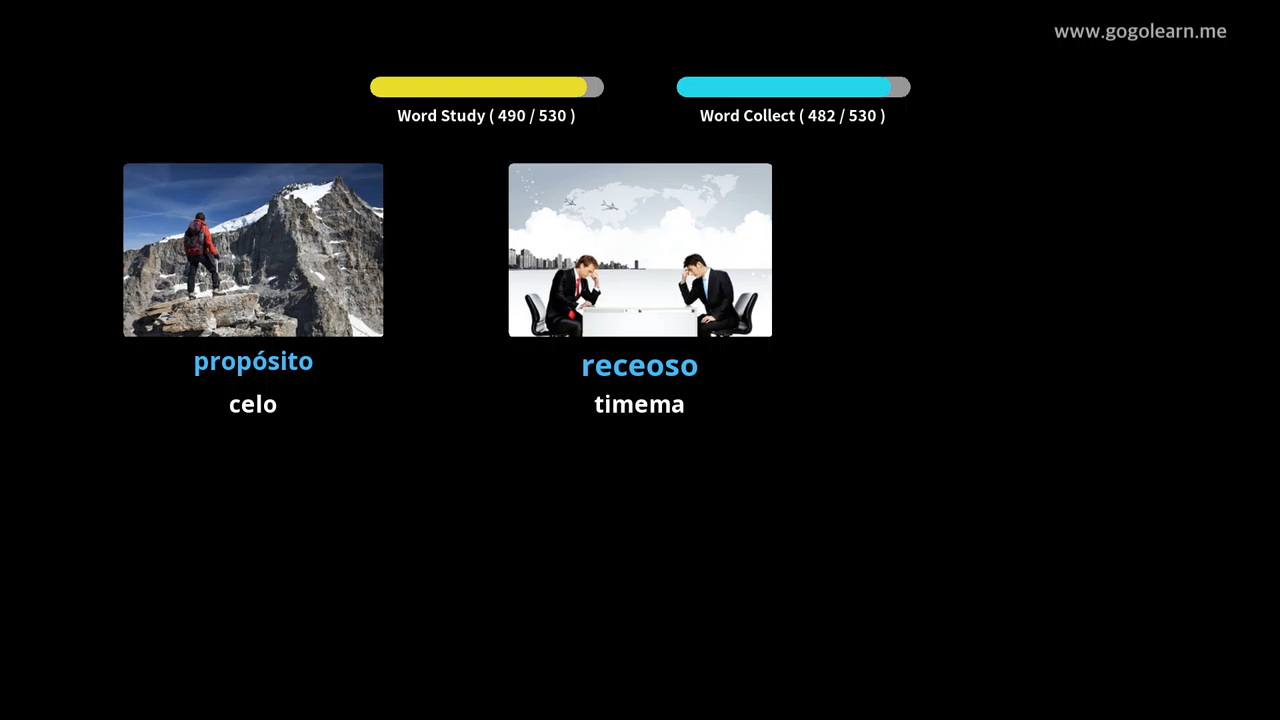 www.gogolearn.me
Word Study ( 490 / 530 )
Word Collect ( 482 / 530 )
propósito
celo
receoso
timema